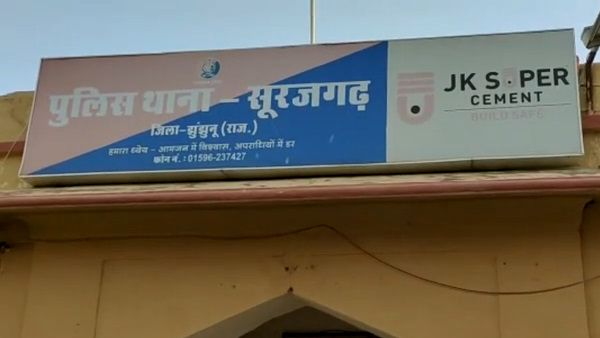 पुलिस थाना - सूरजगढ़
जिला-झुंझुनू (राज.)
हमारा ध्येय - आमजन में विश्वास, अपराधियों में डर
फोन नं. : 01596-237427
JK SUPER
CEMENT
BUILD SAFE